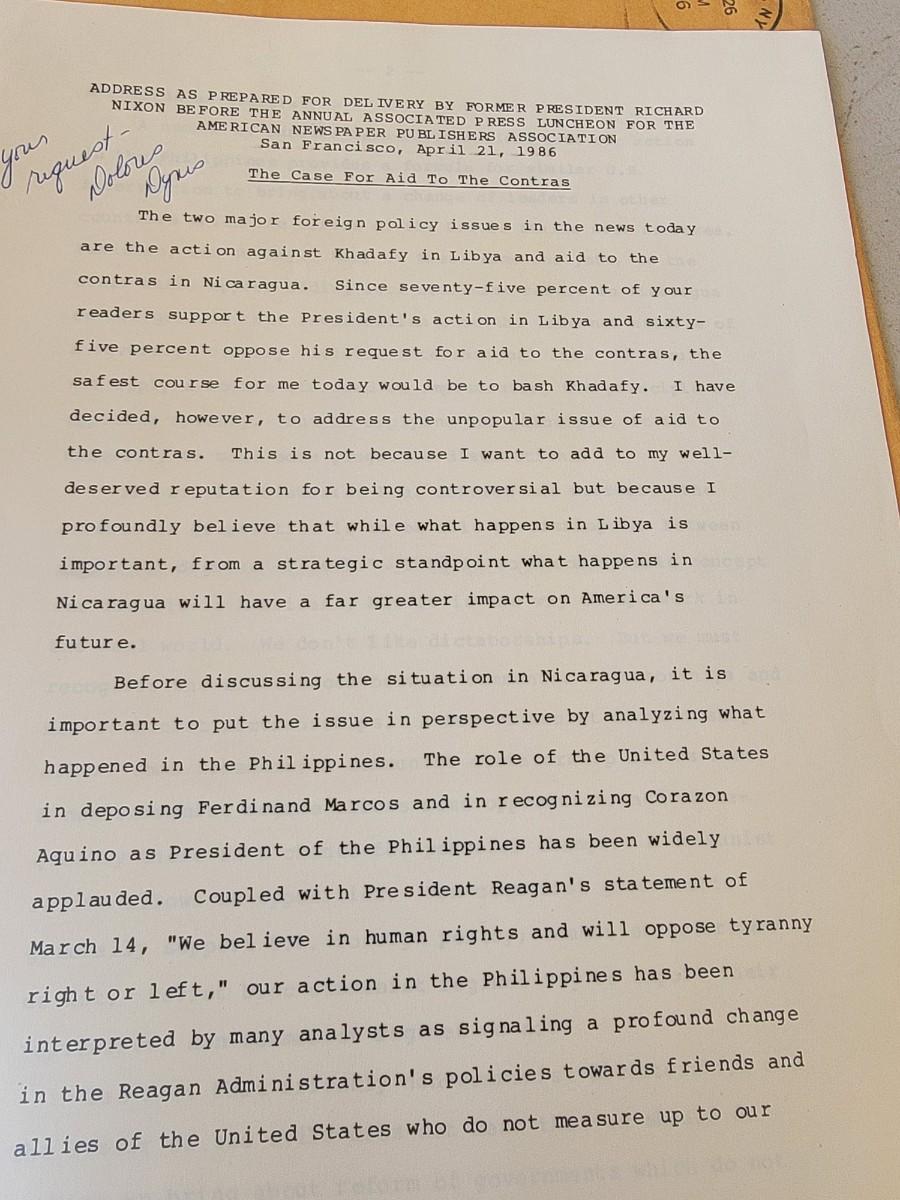 26
NY
26
M
ADDRESS AS PREPARED FOR DELIVERY BY FORMER PRESIDENT RICHARD
NIXON BEFORE THE ANNUAL ASSOCIATED PRESS LUNCHEON FOR THE
AMERICAN NEWSPAPER PUBLISHERS ASSOCIATION
San Francisco, April 21, 1986
your
request-
Dolores
The Case For Aid To The Contras
The two major foreign policy issues in the news today
are the action against Khadafy in Libya and aid to the
contras in Nicaragua. Since seventy-five percent of your
readers support the President's action in Libya and sixty-
five percent oppose his request for aid to the contras, the
safest course for me today would be to bash Khadafy. I have
decided, however, to address the unpopular issue of aid to
the contras. This is not because I want to add to my well-
deserved reputation for being controversial but because I
profoundly believe that while what happens in Libya is
important, from a strategic standpoint what happens in
Nicaragua will have a far greater impact on America's
future.
Before discussing the situation in Nicaragua, it is
important to put the issue in perspective by analyzing what
happened in the Philippines. The role of the United States
in deposing Ferdinand Marcos and in recognizing Corazon
Aquino as President of the Philippines has been widely
applauded. Coupled with President Reagan's statement of
March 14, "We believe in human rights and will oppose tyranny
right or left," our action in the Philippines has been
interpreted by many analysts as signaling a profound change
in the Reagan Administration's policies towards friends and
allies of the United States who do not measure up to our